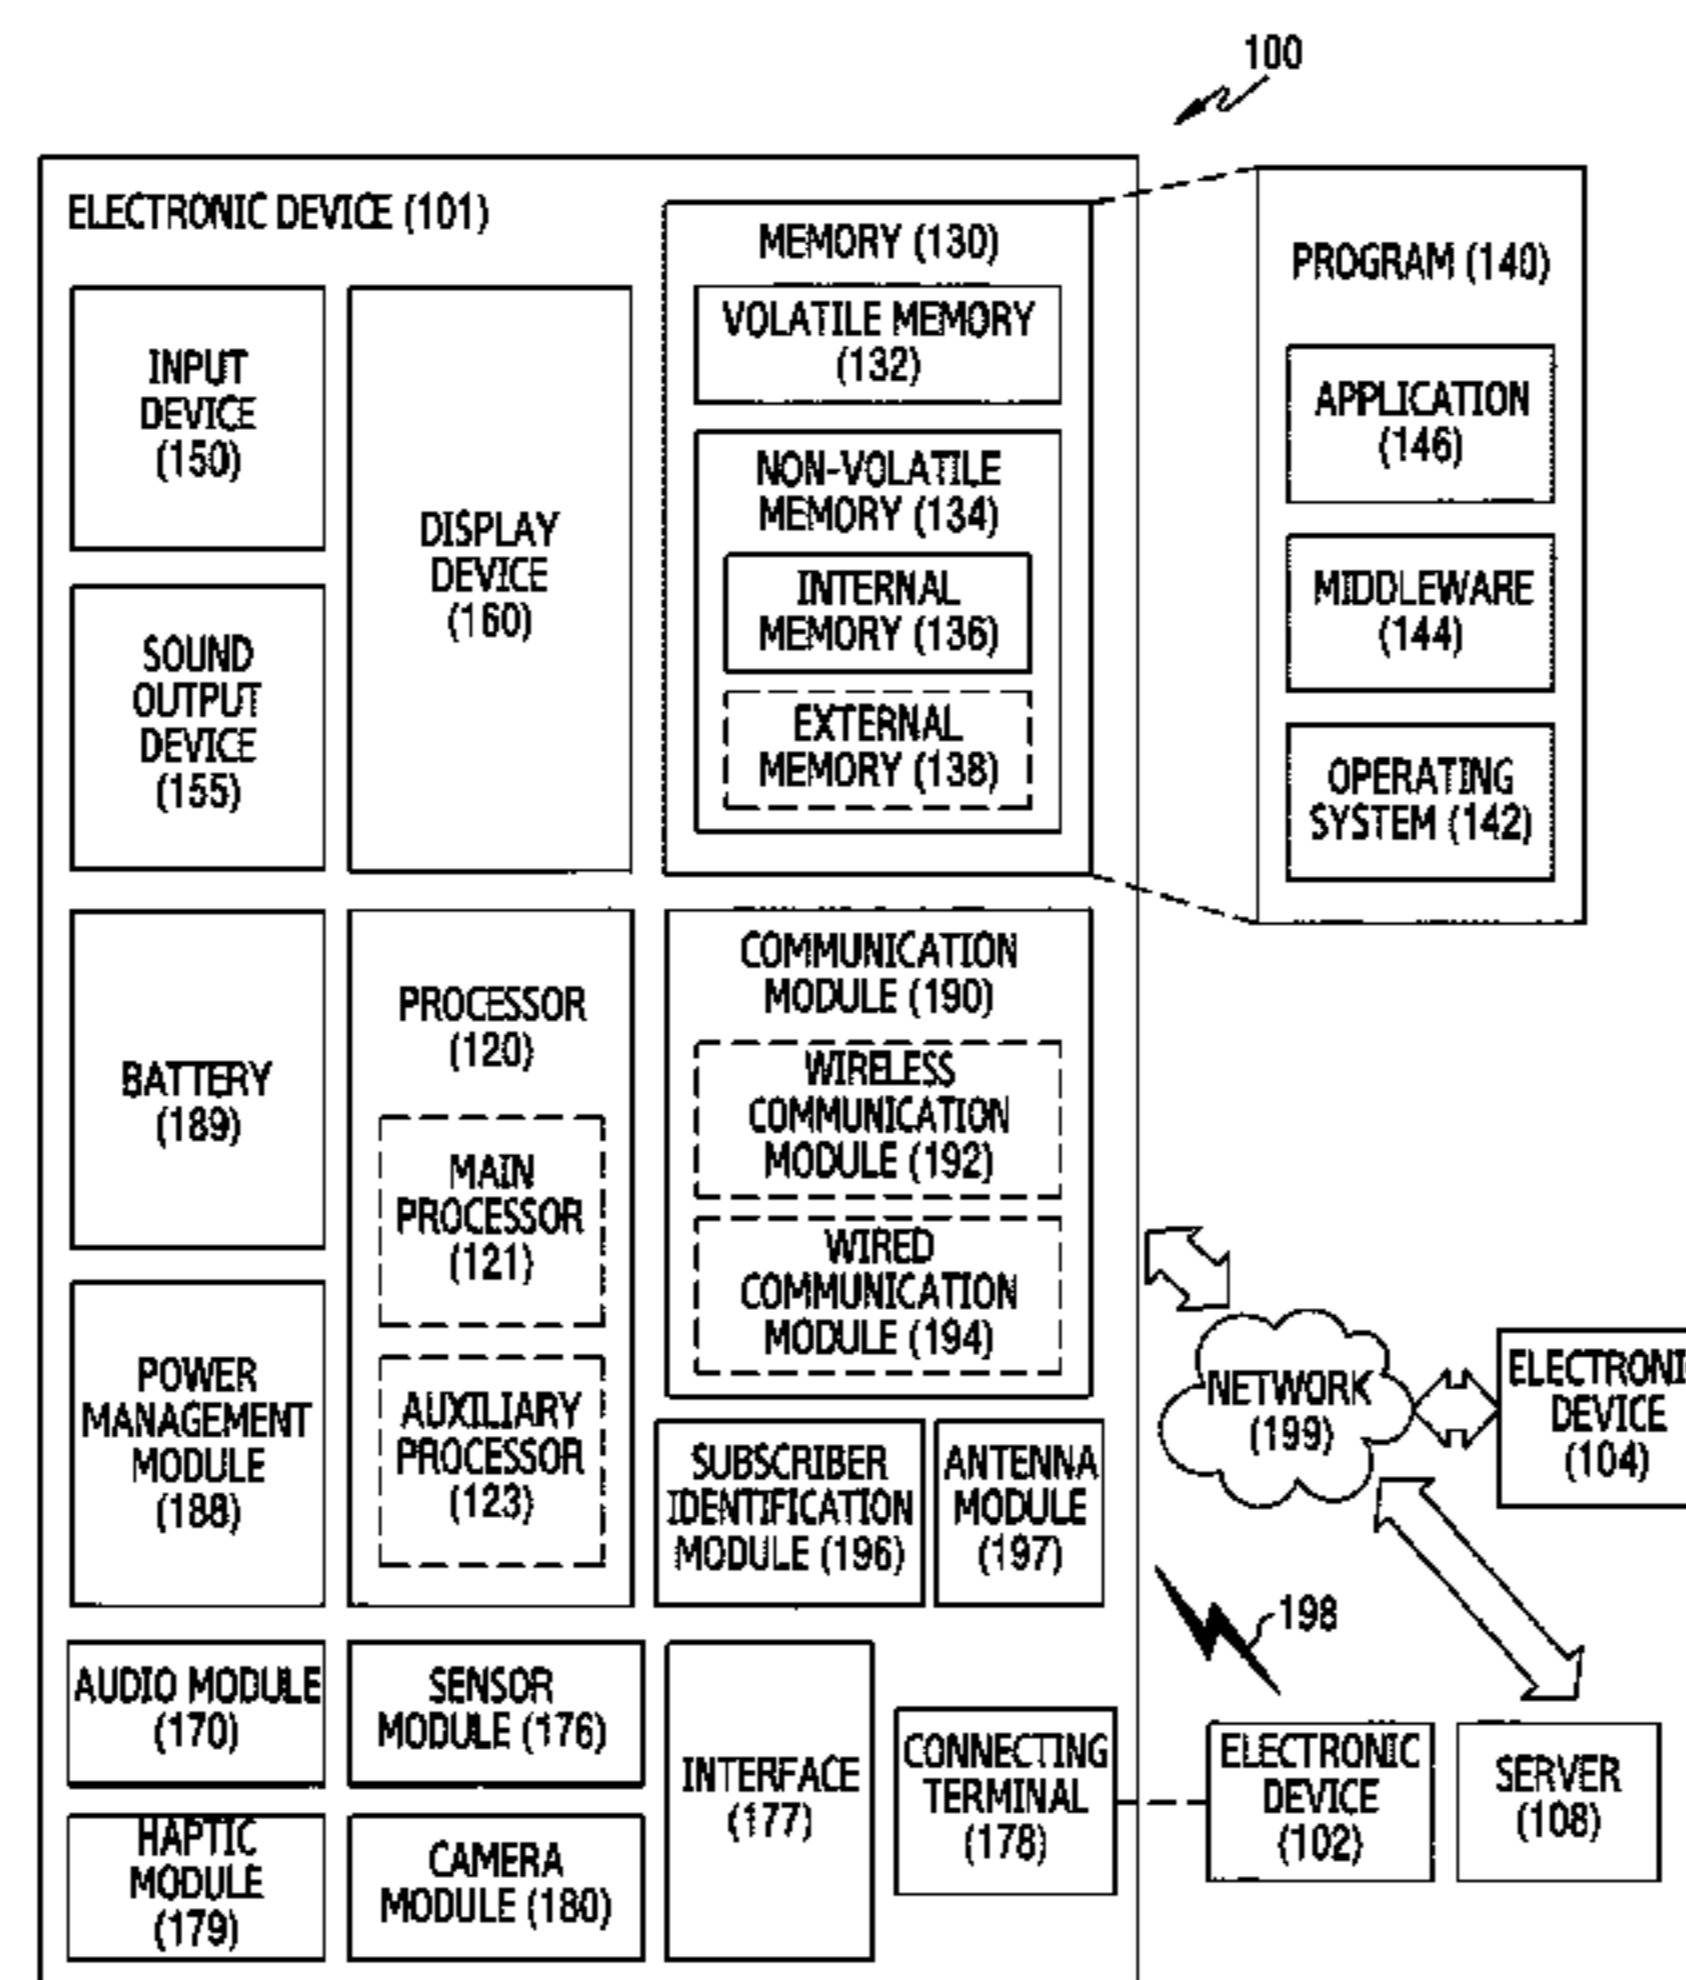 100
ELECTRONIC DEVICE (101)
INPUT
DEVICE
(150)
SOUND
OUTPUT
DEVICE
(155)
DISPLAY
DEVICE
(160)
MEMORY (130)
VOLATILE MEMORY
(132)
NON-VOLATILE
MEMORY (134)
INTERNAL
MEMORY (136)
EXTERNAL
MEMORY (138)
PROGRAM (140)
APPLICATION
(146)
MIDDLEWARE
(144)
OPERATING
SYSTEM (142)
BATTERY
(189)
POWER
MANAGEMENT
MODULE
(188)
PROCESSOR
(120)
MAIN
PROCESSOR
(121)
AUXILIARY
PROCESSOR
(123)
COMMUNICATION
MODULE (190)
WIRELESS
COMMUNICATION
MODULE (192)
WIRED
COMMUNICATION
MODULE (194)
SUBSCRIBER
IDENTIFICATION
MODULE (196)
ANTENNA
MODULE
(197)
NETWORK
(199)
ELECTRONI
DEVICE
(104)
198
AUDIO MODULE
(170)
SENSOR
MODULE (176)
HAPTIC
MODULE
(179)
CAMERA
MODULE (180)
INTERFACE
(177)
CONNECTING
TERMINAL
(178)
ELECTRONIC
DEVICE
(102)
SERVER
(108)